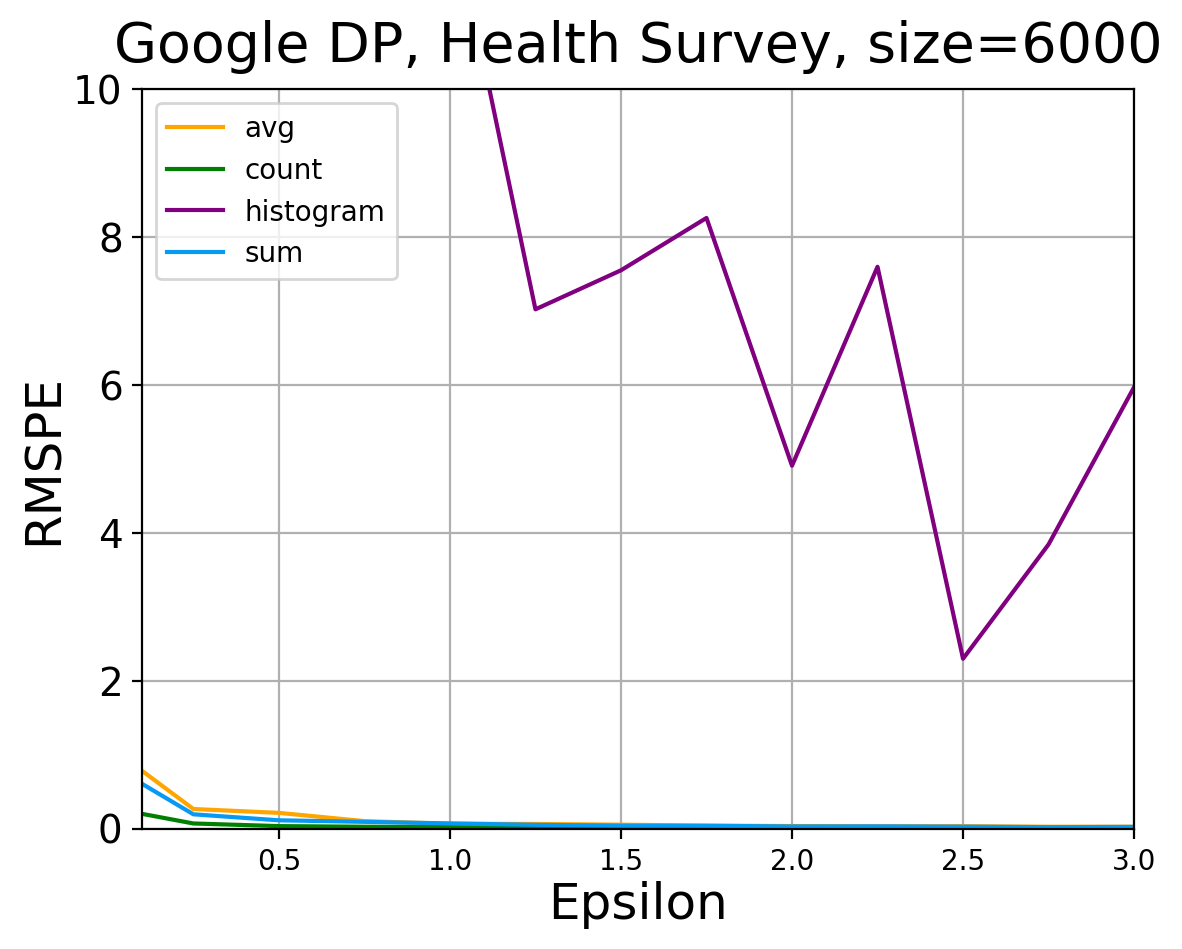 Google DP, Health Survey, size=6000
10
8
6
4
2
0
RMSPE
avg
count
histogram
sum
0.5 1.0 1.5 2.0 2.5 3.0
Epsilon